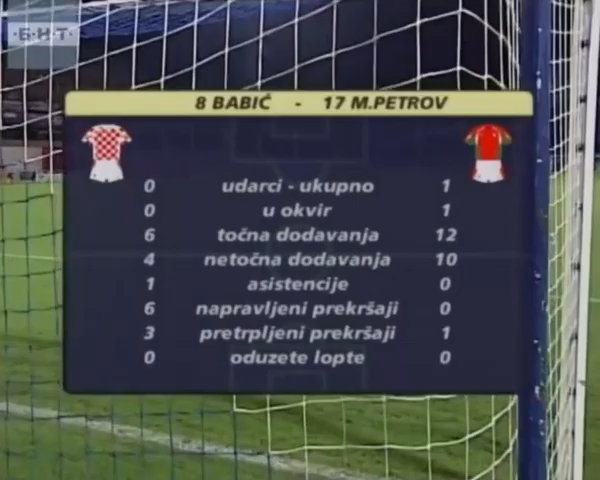 Б·Н·Т
8 BABIĆ - 17 M.PETROV
0 udarci - ukupno 1
0 u okvir 1
6 točna dodavanja 12
4 netočna dodavanja 10
1 asistencije 0
6 napravljeni prekršaji 0
3 pretrpljeni prekršaji 1
0 oduzete lopte 0